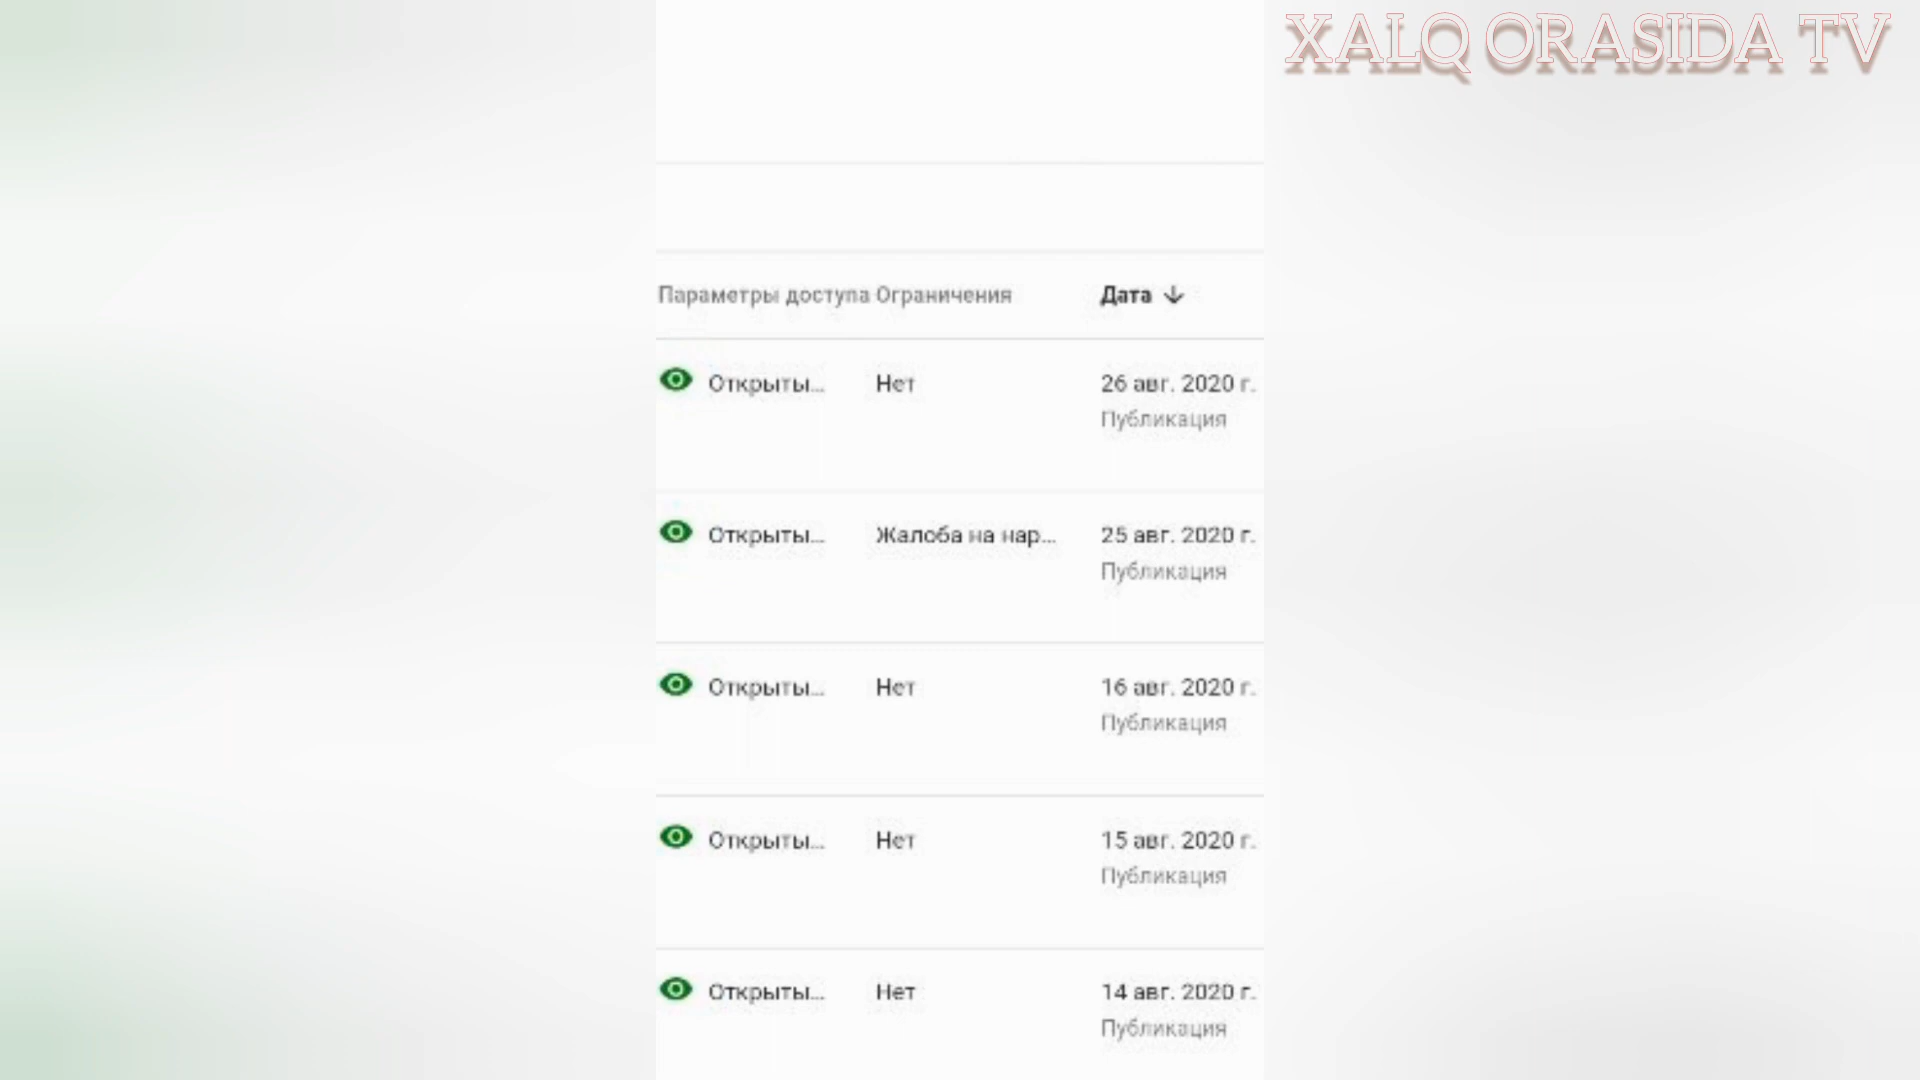 XALQ ORASIDA TV
Параметры доступа Ограничения Дата
Открыты... Нет 26 авг. 2020 г.
Публикация
Открыты... Жалоба на нар... 25 авг. 2020 г.
Публикация
Открыты... Нет 16 авг. 2020 г.
Публикация
Открыты... Нет 15 авг. 2020 г.
Публикация
Открыты... Нет 14 авг. 2020 г.
Публикация